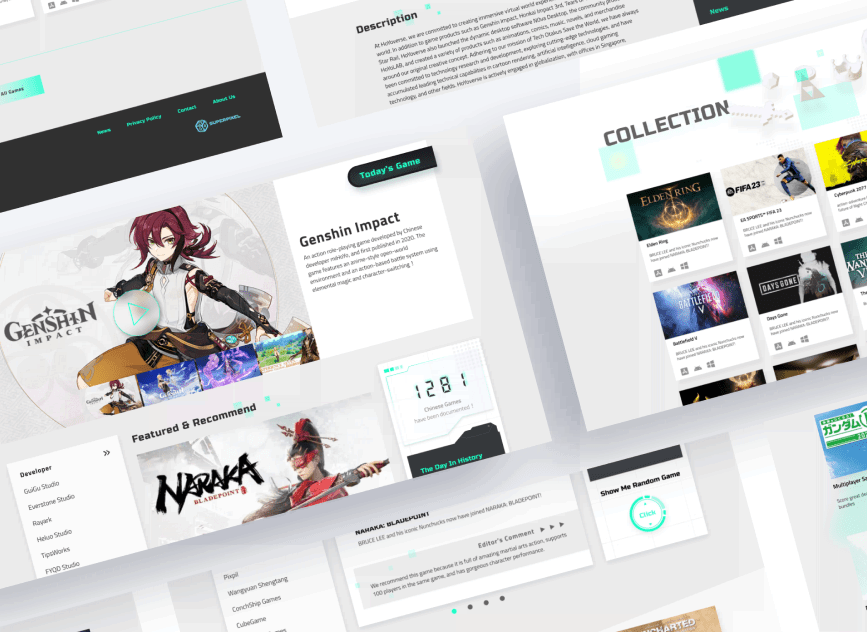 All Games
News
Privacy Policy
Contact
About Us
SUPERPIXEL
Description
At HoYoverse, we are committed to creating immersive virtual world exper
world. In addition to game products such as Genshin Impact, Honkai Impact 3rd, Tears of
Star Rail, HoYoverse also launched the dynamic desktop software N0va Desktop, the community prod
HoYoLAB, and created a variety of products such as animations, comics, music, novels, and merchandise
around our original creative concept. Adhering to our mission of Tech Otakus Save the World, we have always
been committed to technology research and development, exploring cutting-edge technologies, and have
accumulated leading technical capabilities in cartoon rendering, artificial intelligence, cloud gaming
technology, and other fields. HoYoverse is actively engaged in globalization, with offices in Singapore,
News
COLLECTION
ELDEN RING
Elden Ring
BRUCE LEE and his iconic Nunchucks now
have joined NARAKA: BLADEPOINT!
FIFA 23
EA SPORTS™ FIFA 23
BRUCE LEE and his iconic Nunchucks now
have joined NARAKA: BLADEPOINT!
Cyberpunk 2077
BATTLEFIELD
V
Battlefield V
BRUCE LEE and his iconic Nunchucks now
have joined NARAKA: BLADEPOINT!
DAYS GONE
Days Gone
BRUCE LEE and his iconic Nunchucks now
have joined NARAKA: BLADEPOINT!
Today's Game
Genshin Impact
An action role-playing game developed by Chinese
developer miHoYo, and first published in 2020. The
game features an anime-style open-world
environment and an action-based battle system using
elemental magic and character-switching !
GENSHIN
IMPACT
Featured & Recommend
NARAKA
BLADEPOINT
1281
Chinese Games
have been documented !
The Day In History
Developer
GuiGu Studio
Everstone Studio
Rayark
Heluo Studio
TipsWorks
FYQD Studio
Pixpil
Wangyuan Shengtang
ConchShip Games
CubeGame
NARAKA: BLADEPOINT
BRUCE LEE and his iconic Nunchucks now have joined NARAKA: BLADEPOINT!
Editor's Comment
We recommend this game because it is full of amazing martial arts action, supports
100 players in the same game, and has gorgeous character performance.
Show Me Random Game
Click
ガンダム
Multiplayer Se
Score great de
bundles
UNCHARTED